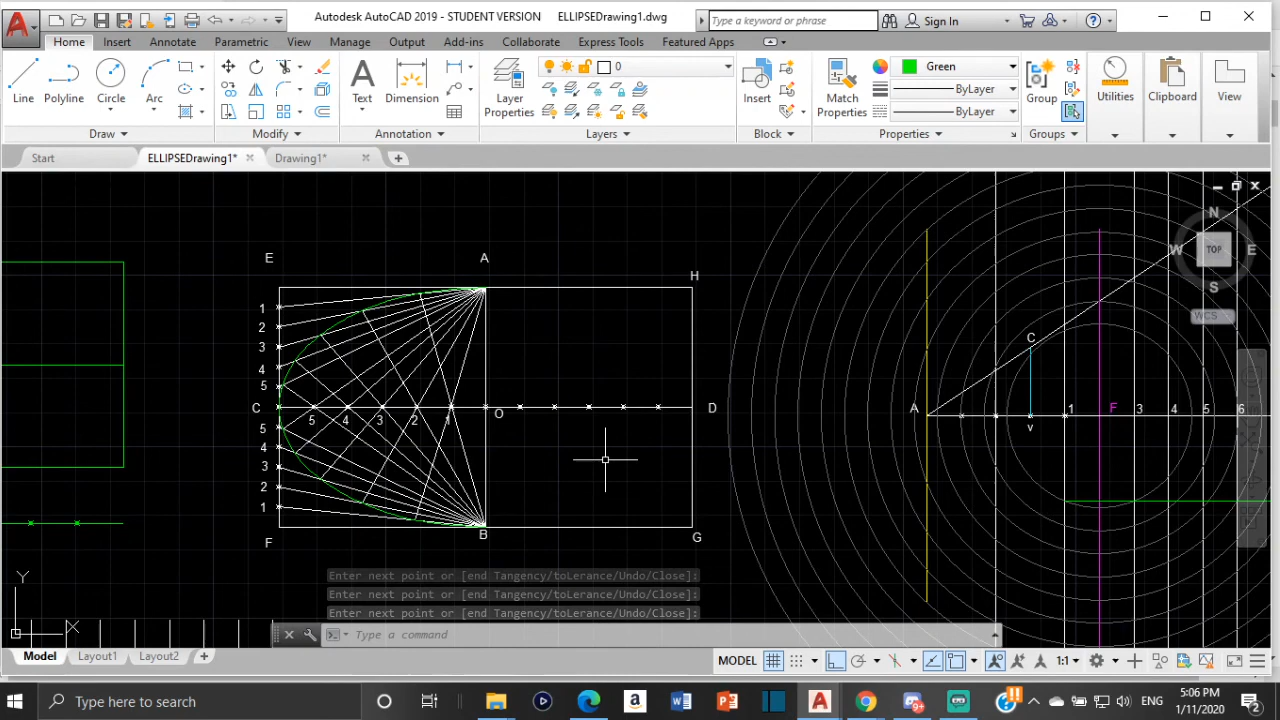 Autodesk AutoCAD 2019 - STUDENT VERSION ELLIPSEDrawing1.dwg
Type a keyword or phrase
Sign In
Home Insert Annotate Parametric View Manage Output Add-ins Collaborate Express Tools Featured Apps
Line Polyline Circle Arc
Text Dimension
Layer Properties
0
Insert
Match Properties
Green
ByLayer
ByLayer
Group
Utilities
Clipboard
View
Draw Modify Annotation Layers Block Properties Groups
Start ELLIPSEDrawing1* Drawing1*
N
W TOP E
S
WCS
E A H
1
2
3
4
5
C 5 4 3 2 1 O D
5
4
3
2
1
F B G
C
A 1 F 3 4 5 6
v
Y
X
Enter next point or [end Tangency/toLerance/Undo/Close]:
Enter next point or [end Tangency/toLerance/Undo/Close]:
Enter next point or [end Tangency/toLerance/Undo/Close]:
Type a command
Model Layout1 Layout2
MODEL 1:1
Type here to search
ENG
5:06 PM
1/11/2020
2